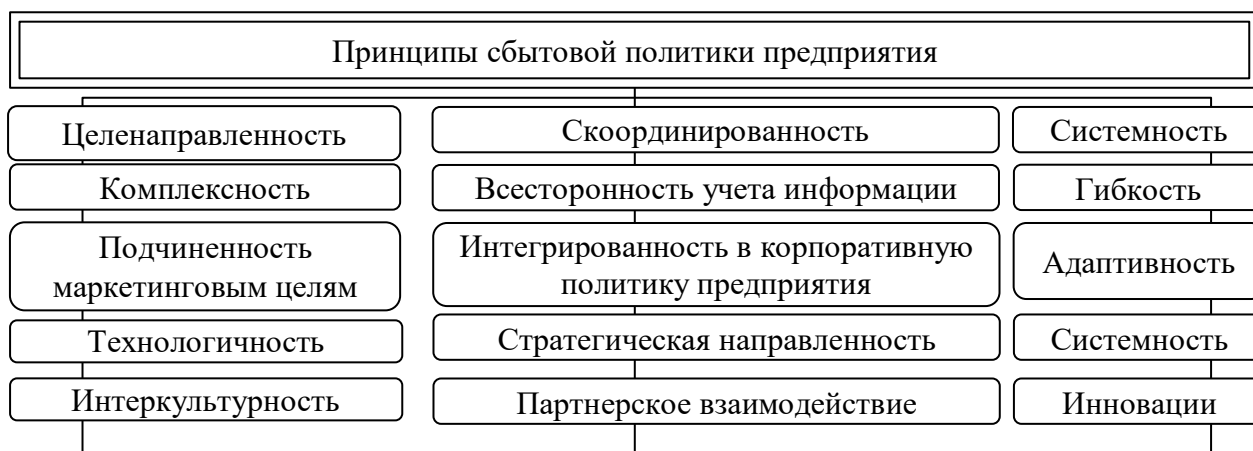 Принципы сбытовой политики предприятия
Целенаправленность
Скоординированность
Системность
Комплексность
Всесторонность учета информации
Гибкость
Подчиненность
маркетинговым целям
Интегрированность в корпоративную
политику предприятия
Адаптивность
Технологичность
Стратегическая направленность
Системность
Интеркультурность
Партнерское взаимодействие
Инновации